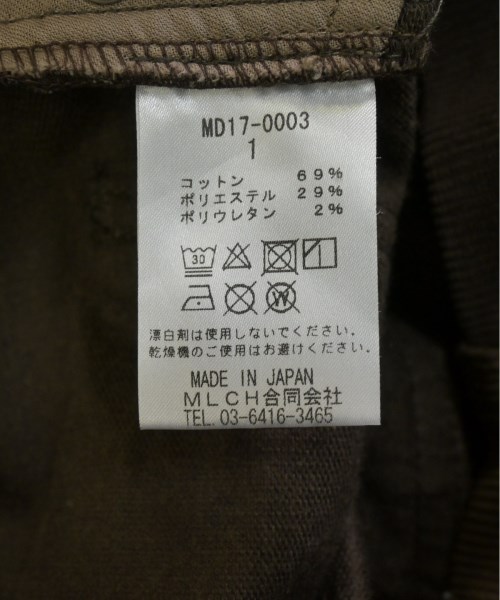 MD17-0003
1
コットン 69%
ポリエステル 29%
ポリウレタン 2%
30
W
漂白剤は使用しないでください。
乾燥機のご使用はお避けください。
MADE IN JAPAN
MLCH合同会社
TEL.03-6416-3465